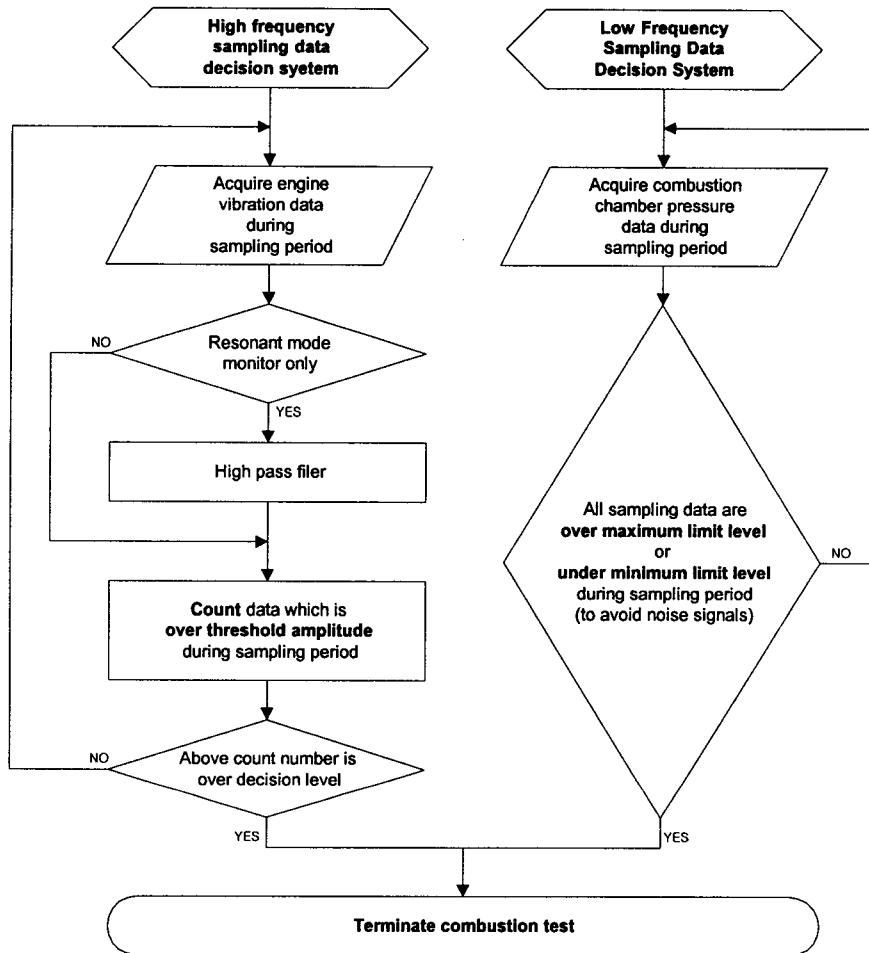 High frequency
sampling data
decision syetem
Acquire engine
vibration data
during
sampling period
NO
Resonant mode
monitor only
YES
High pass filer
Count data which is
over threshold amplitude
during sampling period
NO
Above count number is
over decision level
YES
Low Frequency
Sampling Data
Decision System
Acquire combustion
chamber pressure
data during
sampling period
All sampling data are
over maximum limit level
or
under minimum limit level
during sampling period
(to avoid noise signals)
NO
YES
Terminate combustion test